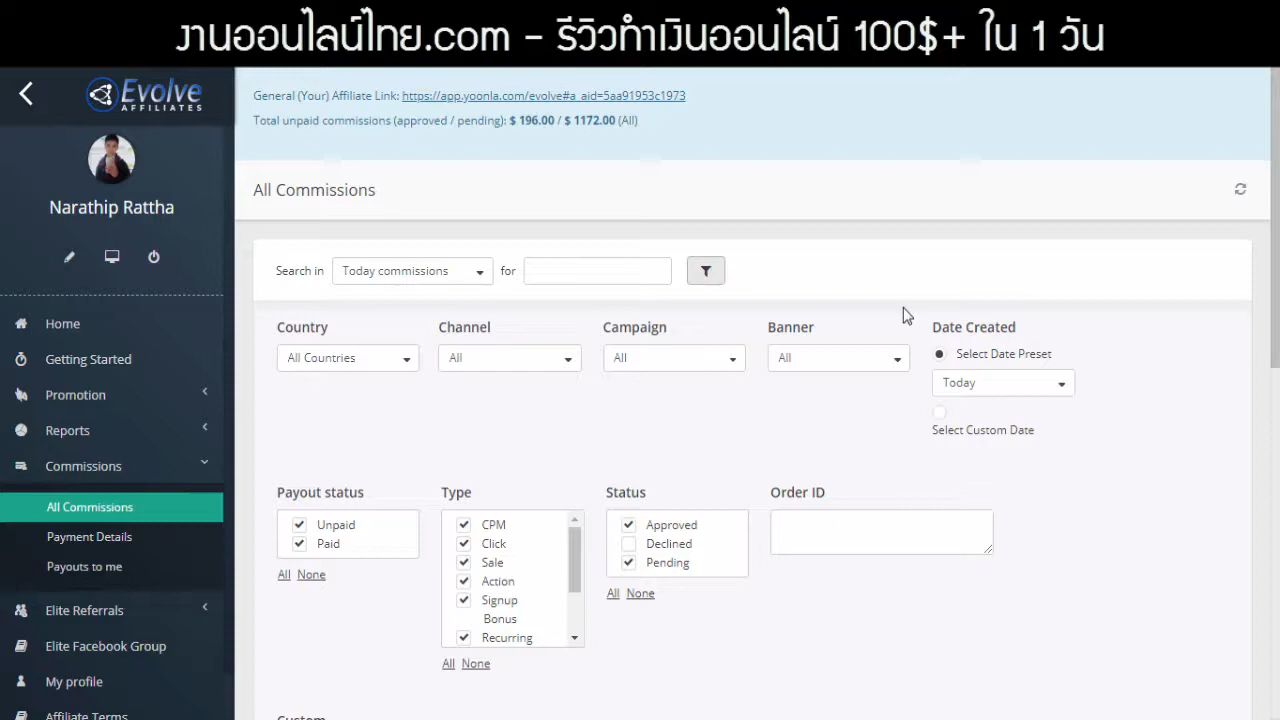 งานออนไลน์ไทย.com - รีวิวทำเงินออนไลน์ 100$+ ใน 1 วัน
Evolve
AFFILIATES
Narathip Rattha
Home
Getting Started
Promotion
Reports
Commissions
All Commissions
Payment Details
Payouts to me
Elite Referrals
Elite Facebook Group
My profile
Affiliate Terms
General (Your) Affiliate Link: https://app.yoonla.com/evolve#a_aid=5aa91953c1973
Total unpaid commissions (approved / pending): $ 196.00 / $ 1172.00 (All)
All Commissions
Search in Today commissions for
Country Channel Campaign Banner Date Created
All Countries All All All Select Date Preset
Today
Select Custom Date
Payout status Type Status Order ID
Unpaid CPM Approved
Paid Click Declined
Sale Pending
All None Action All None
Signup
Bonus
Recurring
All None
Custom